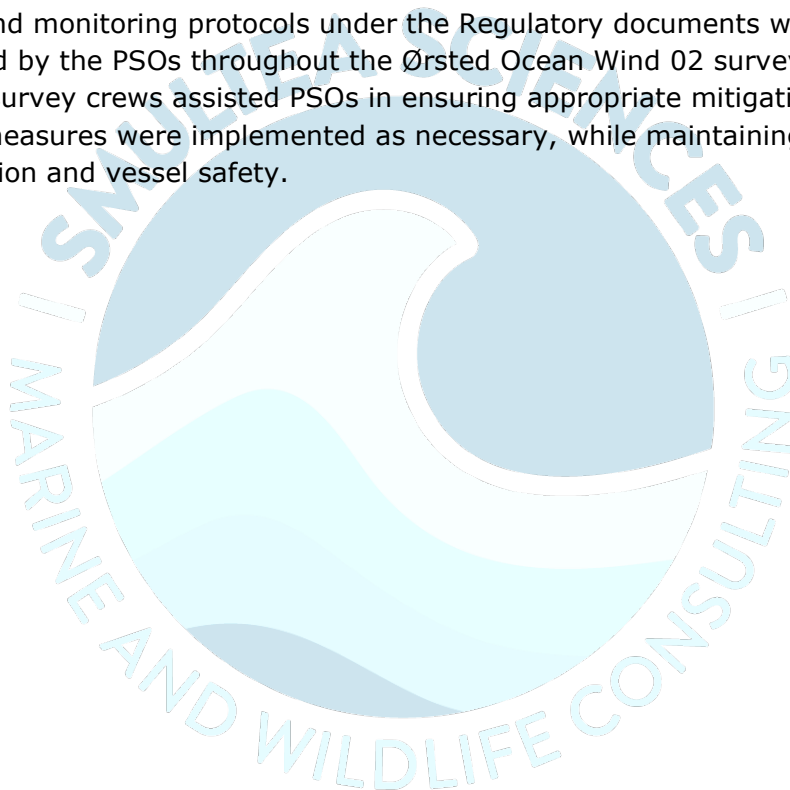 nd monitoring protocols under the Regulatory documents w
d by the PSOs throughout the Ørsted Ocean Wind 02 survey
urvey crews assisted PSOs in ensuring appropriate mitigati
easures were implemented as necessary, while maintaining
ion and vessel safety.
| SMULTEA SCIENCES |
MARINE AND WILDLIFE CONSULTING